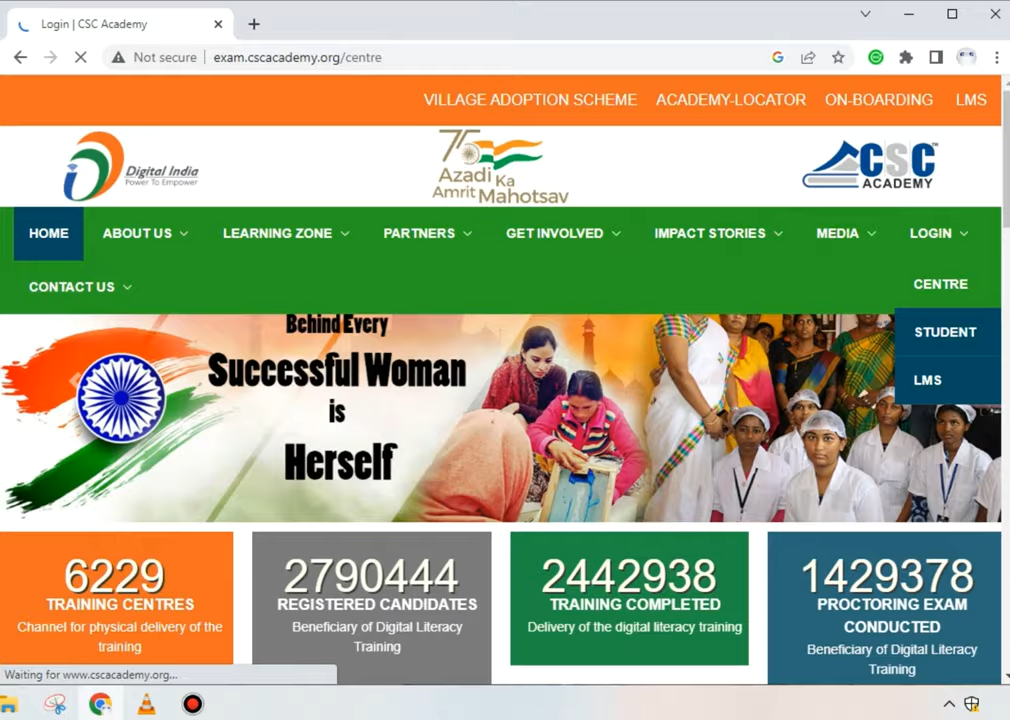 Login | CSC Academy
Not secure
exam.cscacademy.org/centre
VILLAGE ADOPTION SCHEME ACADEMY-LOCATOR ON-BOARDING LMS
Digital India
Power To Empower
75
Azadi Ka
Amrit Mahotsav
CSC
ACADEMY
HOME ABOUT US LEARNING ZONE PARTNERS GET INVOLVED IMPACT STORIES MEDIA LOGIN
CONTACT US
CENTRE
STUDENT
LMS
Behind Every
Successful Woman
is
Herself
6229
TRAINING CENTRES
Channel for physical delivery of the
training
2790444
REGISTERED CANDIDATES
Beneficiary of Digital Literacy
Training
2442938
TRAINING COMPLETED
Delivery of the digital literacy training
1429378
PROCTORING EXAM
CONDUCTED
Beneficiary of Digital Literacy
Training
Waiting for www.cscacademy.org...